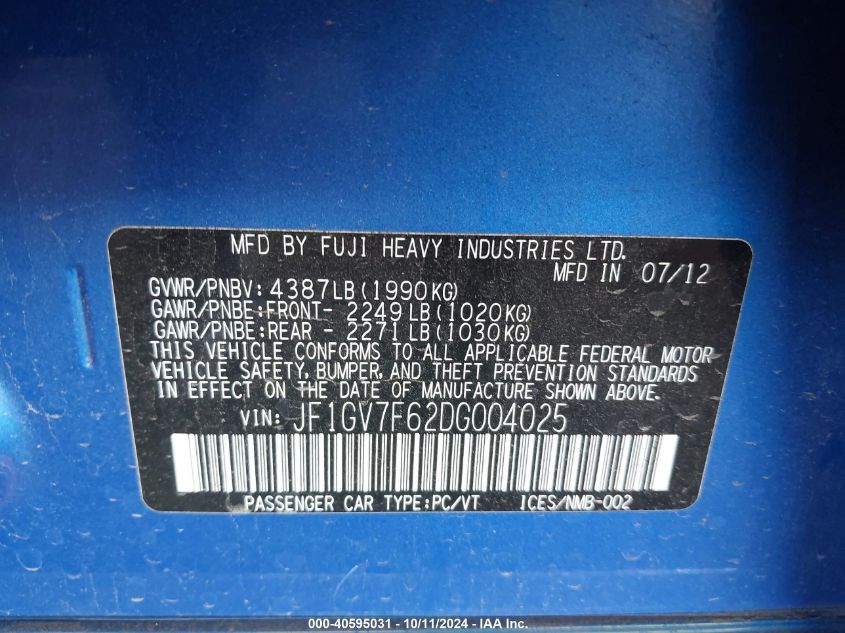 MFD BY FUJI HEAVY INDUSTRIES LTD.
MFD IN 07/12
GVWR/PNBV: 4387LB(1990KG)
GAWR/PNBE:FRONT- 2249LB(1020KG)
GAWR/PNBE:REAR - 2271LB(1030KG)
THIS VEHICLE CONFORMS TO ALL APPLICABLE FEDERAL MOTOR
VEHICLE SAFETY, BUMPER, AND THEFT PREVENTION STANDARDS
IN EFFECT ON THE DATE OF MANUFACTURE SHOWN ABOVE.
VIN: JF1GV7F62DG004025
PASSENGER CAR TYPE:PC/VT ICES/NMB-002
000-40595031 - 10/11/2024 - IAA Inc.